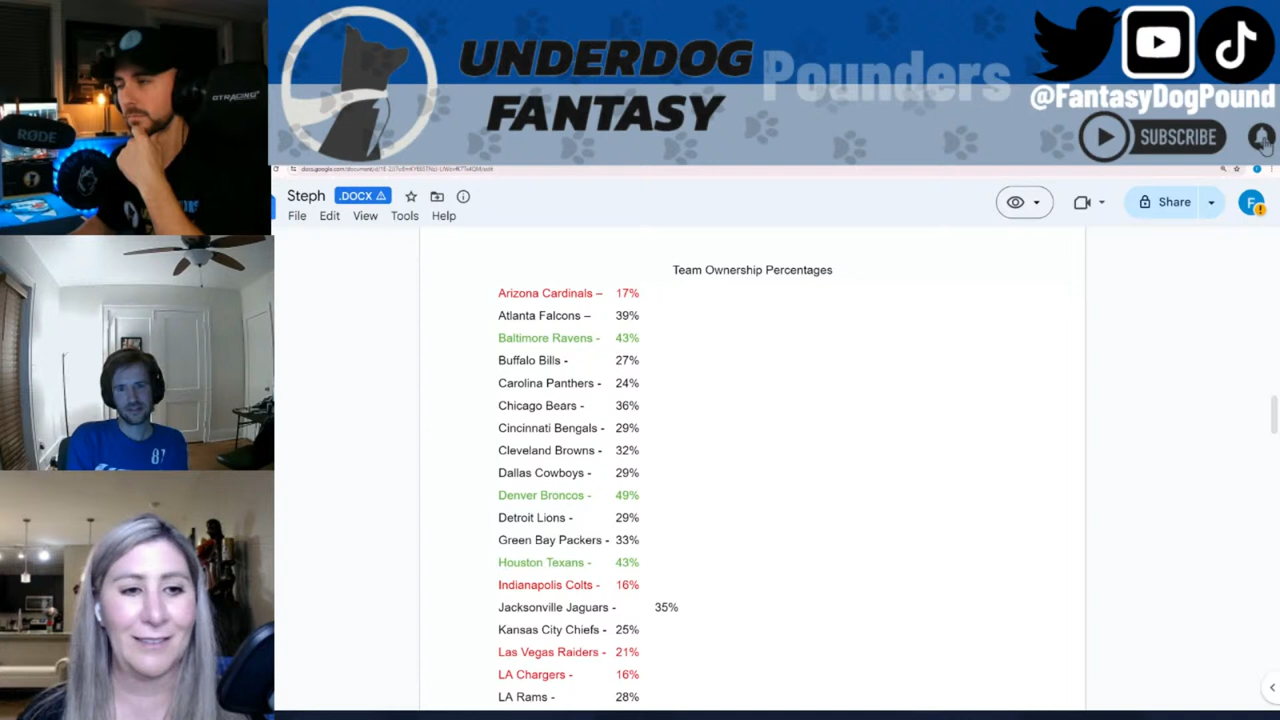 UNDERDOG
FANTASY
Pounders
@FantasyDogPound
SUBSCRIBE
GTRACING
RØDE
87
Steph
.DOCX
File Edit View Tools Help
Share
F
Team Ownership Percentages
Arizona Cardinals – 17%
Atlanta Falcons – 39%
Baltimore Ravens - 43%
Buffalo Bills - 27%
Carolina Panthers - 24%
Chicago Bears - 36%
Cincinnati Bengals - 29%
Cleveland Browns - 32%
Dallas Cowboys - 29%
Denver Broncos - 49%
Detroit Lions - 29%
Green Bay Packers - 33%
Houston Texans - 43%
Indianapolis Colts - 16%
Jacksonville Jaguars - 35%
Kansas City Chiefs - 25%
Las Vegas Raiders - 21%
LA Chargers - 16%
LA Rams - 28%